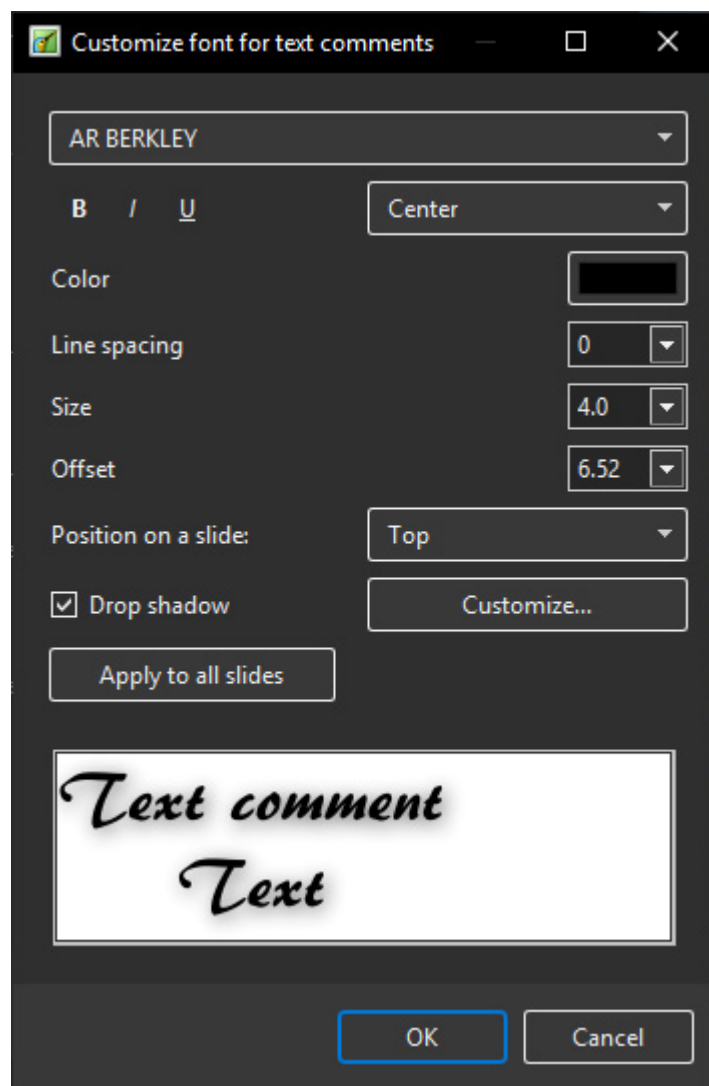 Customize font for text comments
AR BERKLEY
B I U Center
Color
Line spacing 0
Size 4.0
Offset 6.52
Position on a slide: Top
Drop shadow Customize...
Apply to all slides
Text comment
Text
OK Cancel